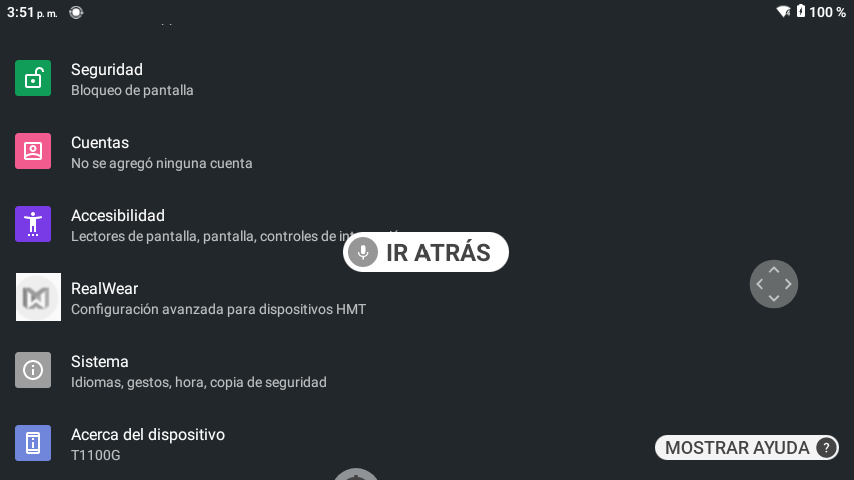 3:51 p. m.
100 %
Seguridad
Bloqueo de pantalla
Cuentas
No se agregó ninguna cuenta
Accesibilidad
Lectores de pantalla, pantalla, controles de
IR ATRÁS
RealWear
Configuración avanzada para dispositivos HMT
Sistema
Idiomas, gestos, hora, copia de seguridad
Acerca del dispositivo
T1100G
MOSTRAR AYUDA ?